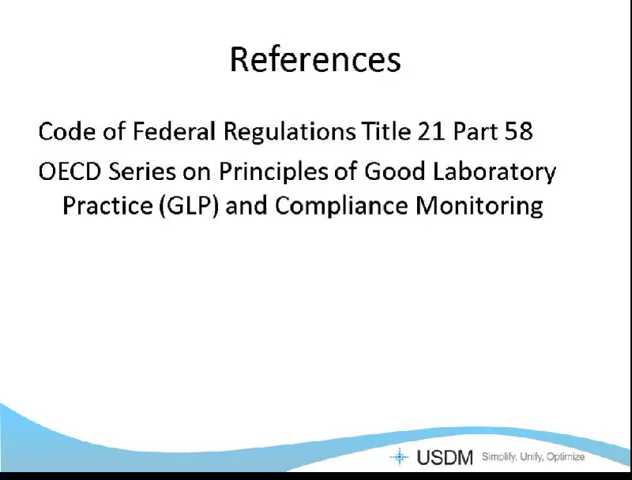 References
Code of Federal Regulations Title 21 Part 58
OECD Series on Principles of Good Laboratory
Practice (GLP) and Compliance Monitoring
USDM Simplify, Unify, Optimize